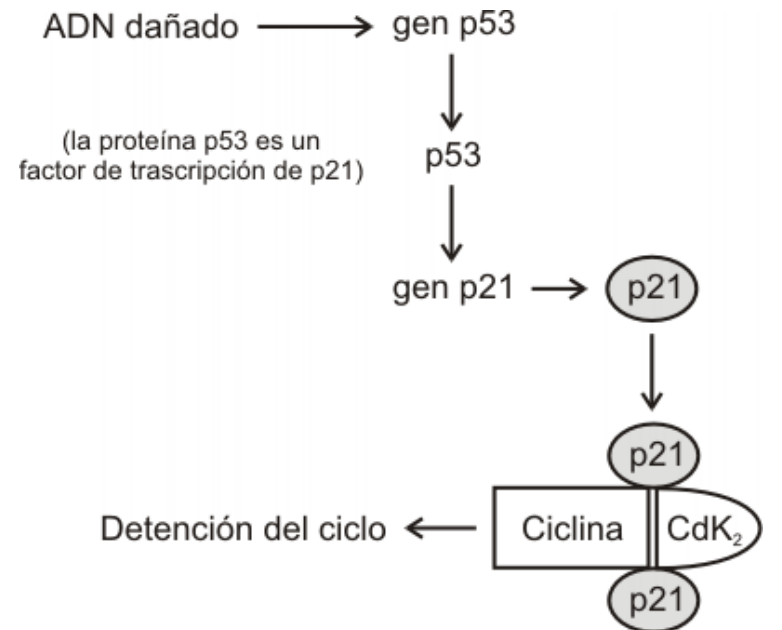 ADN dañado
gen p53
(la proteína p53 es un
factor de trascripción de p21)
p53
gen p21
p21
p21
Detención del ciclo
Ciclina
CdK₂
p21